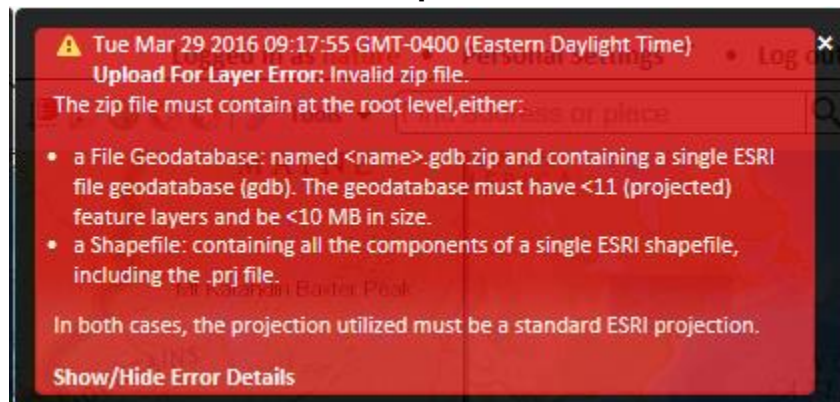 Tue Mar 29 2016 09:17:55 GMT-0400 (Eastern Daylight Time)
Upload For Layer Error: Invalid zip file.
The zip file must contain at the root level,either:
• a File Geodatabase: named <name>.gdb.zip and containing a single ESRI
file geodatabase (gdb). The geodatabase must have <11 (projected)
feature layers and be <10 MB in size.
• a Shapefile: containing all the components of a single ESRI shapefile,
including the .prj file.
In both cases, the projection utilized must be a standard ESRI projection.
Show/Hide Error Details